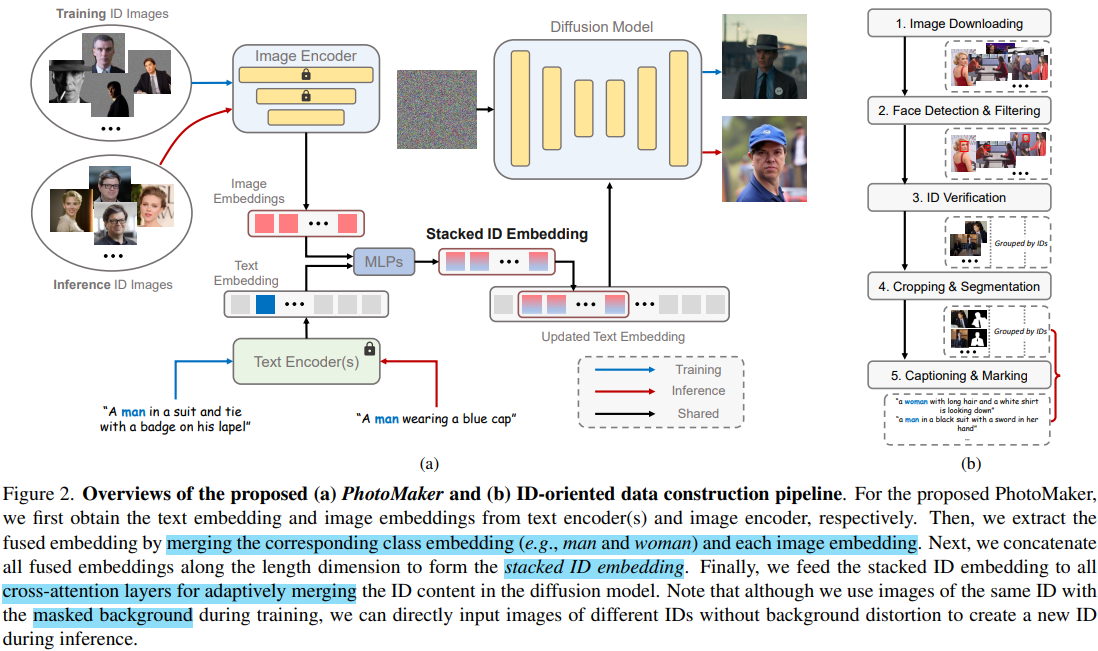 Training ID Images
Image Encoder
Diffusion Model
Inference ID Images
Image
Embeddings
Stacked ID Embedding
MLPs
Text
Embedding
Updated Text Embedding
Text Encoder(s)
Training
Inference
Shared
"A man in a suit and tie
with a badge on his lapel"
"A man wearing a blue cap"
(a)
1. Image Downloading
2. Face Detection & Filtering
3. ID Verification
Grouped by IDs
4. Cropping & Segmentation
Grouped by IDs
5. Captioning & Marking
"a woman with long hair and a white shirt
is looking down"
"a man in a black suit with a sword in her
hand"
...
(b)
Figure 2. Overviews of the proposed (a) PhotoMaker and (b) ID-oriented data construction pipeline. For the proposed PhotoMaker,
we first obtain the text embedding and image embeddings from text encoder(s) and image encoder, respectively. Then, we extract the
fused embedding by merging the corresponding class embedding (e.g., man and woman) and each image embedding. Next, we concatenate
all fused embeddings along the length dimension to form the stacked ID embedding. Finally, we feed the stacked ID embedding to all
cross-attention layers for adaptively merging the ID content in the diffusion model. Note that although we use images of the same ID with
the masked background during training, we can directly input images of different IDs without background distortion to create a new ID
during inference.